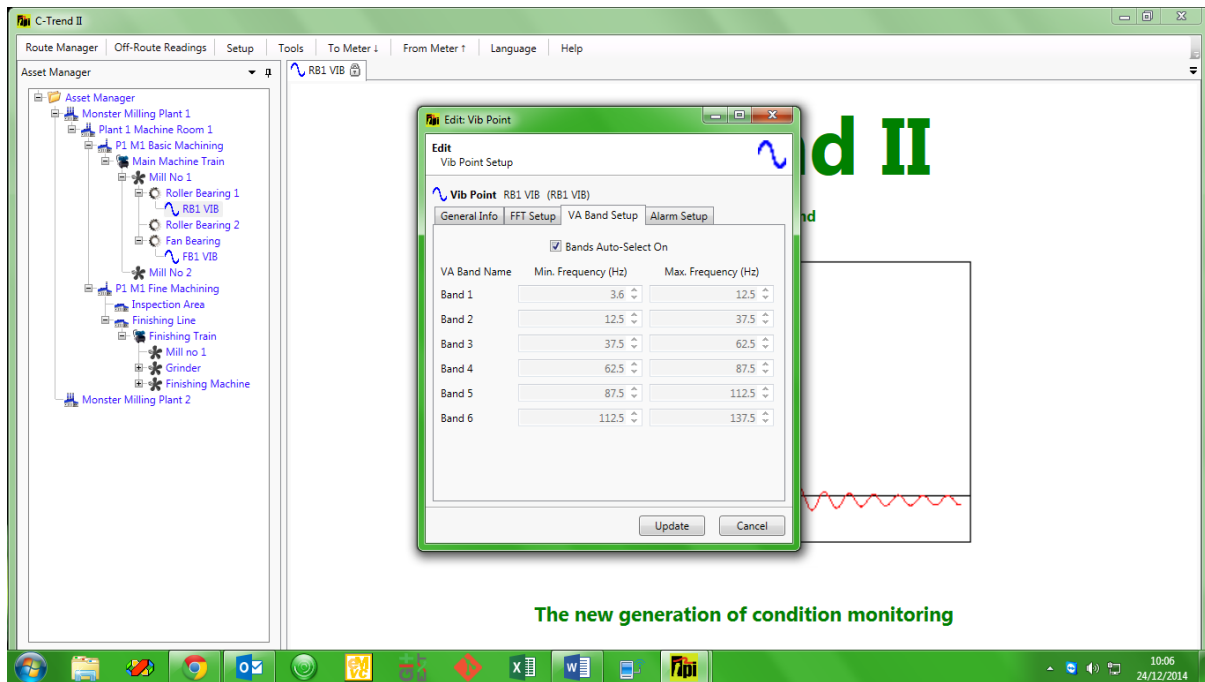 C-Trend II
Route Manager Off-Route Readings Setup Tools To Meter ↓ From Meter ↑ Language Help
Asset Manager
RB1 VIB
Asset Manager
Monster Milling Plant 1
Plant 1 Machine Room 1
P1 M1 Basic Machining
Main Machine Train
Mill No 1
Roller Bearing 1
RB1 VIB
Roller Bearing 2
Fan Bearing
FB1 VIB
Mill No 2
P1 M1 Fine Machining
Inspection Area
Finishing Line
Finishing Train
Mill no 1
Grinder
Finishing Machine
Monster Milling Plant 2
d II
nd
Edit: Vib Point
Edit
Vib Point Setup
Vib Point RB1 VIB (RB1 VIB)
General Info FFT Setup VA Band Setup Alarm Setup
Bands Auto-Select On
VA Band Name Min. Frequency (Hz) Max. Frequency (Hz)
Band 1 3.6 12.5
Band 2 12.5 37.5
Band 3 37.5 62.5
Band 4 62.5 87.5
Band 5 87.5 112.5
Band 6 112.5 137.5
Update Cancel
The new generation of condition monitoring
10:06
24/12/2014